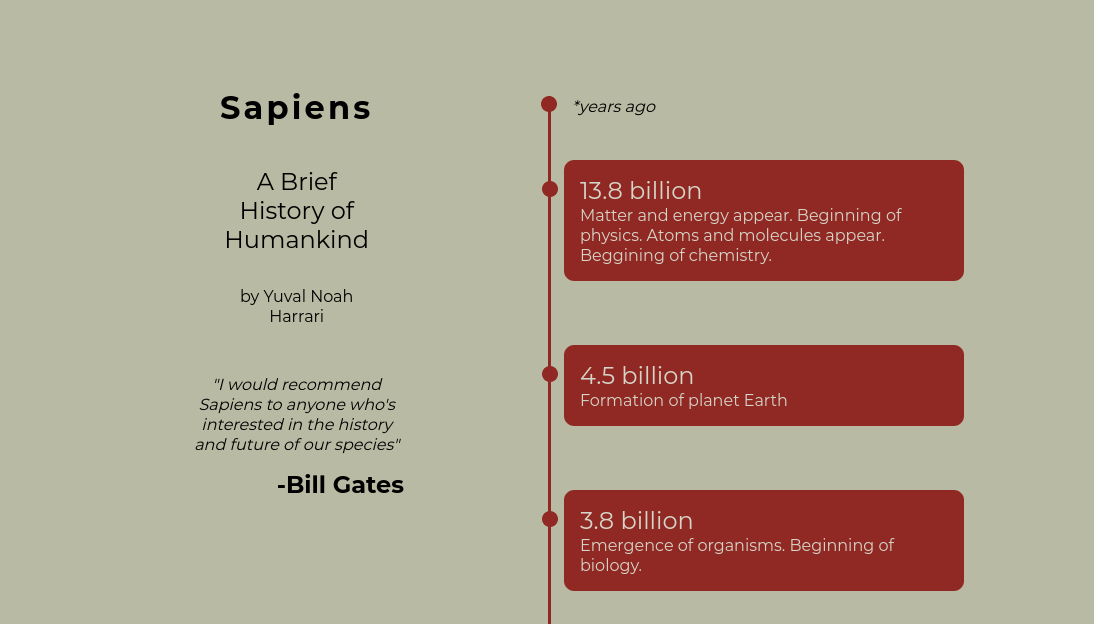 Sapiens
A Brief
History of
Humankind
by Yuval Noah
Harrari
"I would recommend
Sapiens to anyone who's
interested in the history
and future of our species"
-Bill Gates
*years ago
13.8 billion
Matter and energy appear. Beginning of
physics. Atoms and molecules appear.
Beggining of chemistry.
4.5 billion
Formation of planet Earth
3.8 billion
Emergence of organisms. Beginning of
biology.